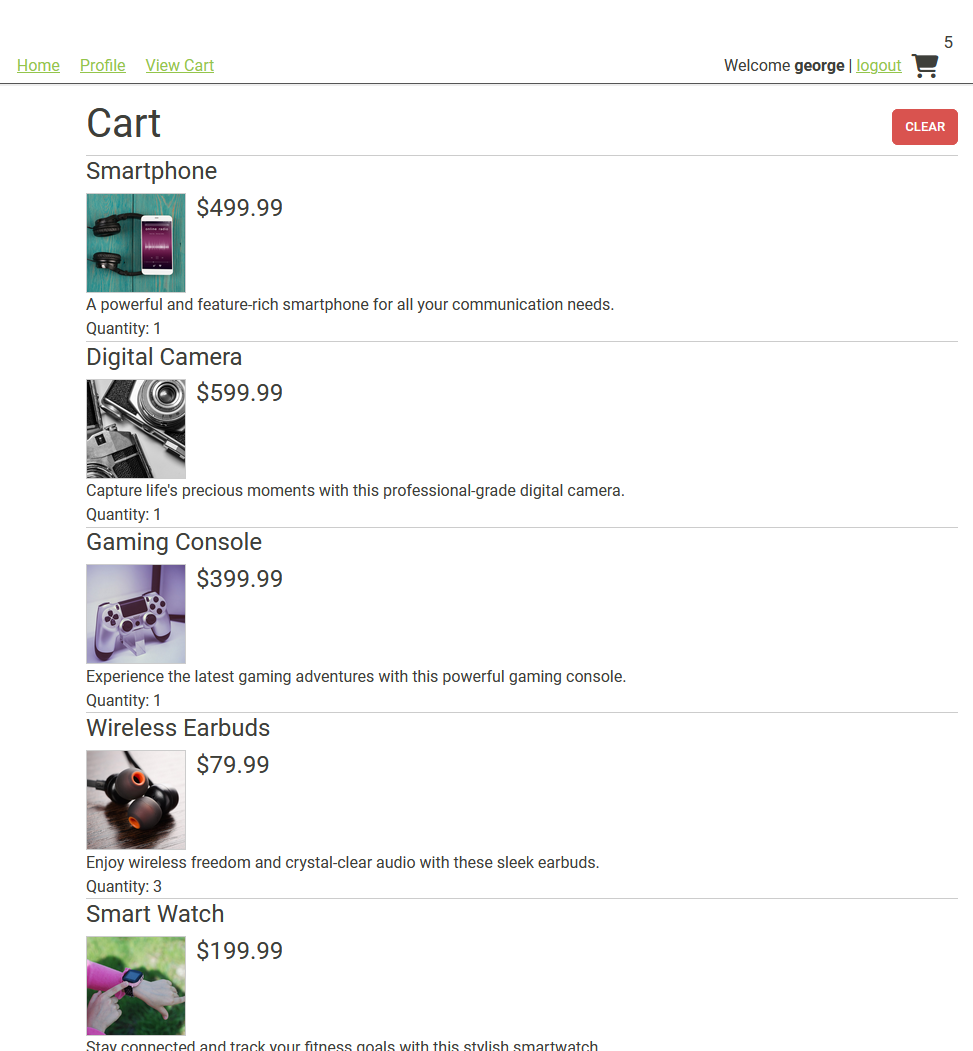 5
Home Profile View Cart Welcome george | logout
Cart CLEAR
Smartphone
$499.99
A powerful and feature-rich smartphone for all your communication needs.
Quantity: 1
Digital Camera
$599.99
Capture life's precious moments with this professional-grade digital camera.
Quantity: 1
Gaming Console
$399.99
Experience the latest gaming adventures with this powerful gaming console.
Quantity: 1
Wireless Earbuds
$79.99
Enjoy wireless freedom and crystal-clear audio with these sleek earbuds.
Quantity: 3
Smart Watch
$199.99
Stay connected and track your fitness goals with this stylish smartwatch